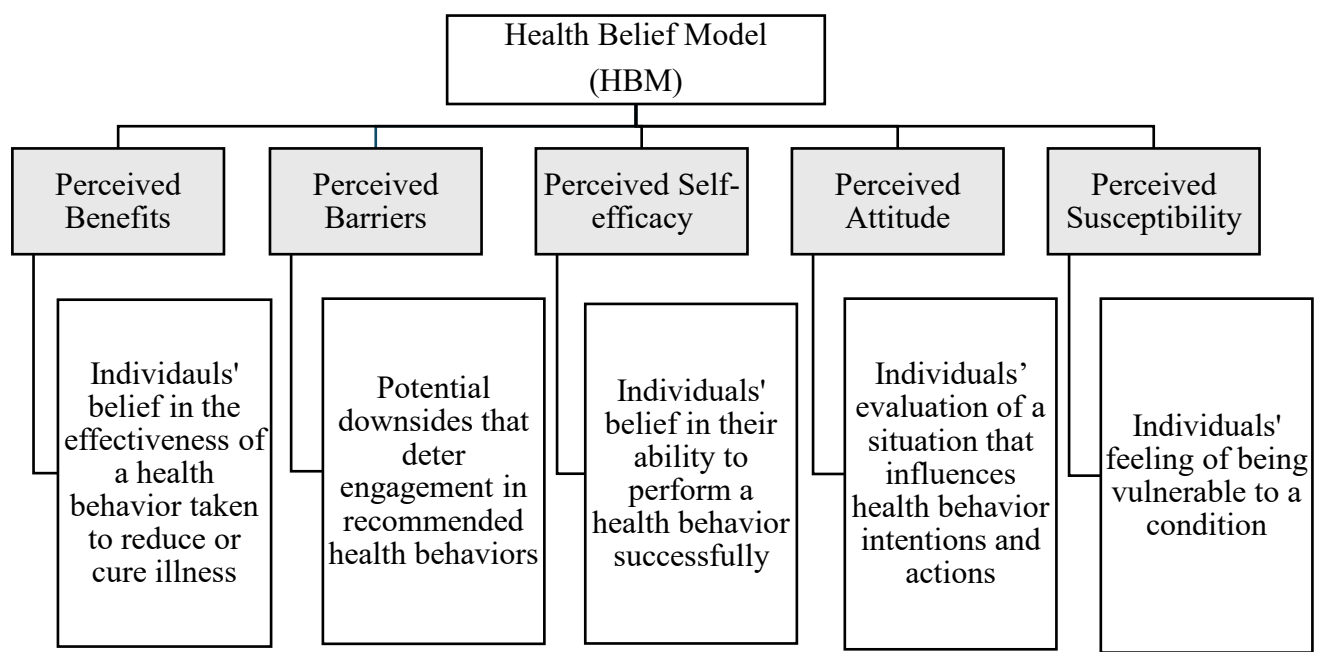 Health Belief Model
(HBM)
Perceived
Benefits
Perceived
Barriers
Perceived Self-
efficacy
Perceived
Attitude
Perceived
Susceptibility
Individauls'
belief in the
effectiveness of
a health
behavior taken
to reduce or
cure illness
Potential
downsides that
deter
engagement in
recommended
health behaviors
Individuals'
belief in their
ability to
perform a
health behavior
successfully
Individuals’
evaluation of a
situation that
influences
health behavior
intentions and
actions
Individuals'
feeling of being
vulnerable to a
condition